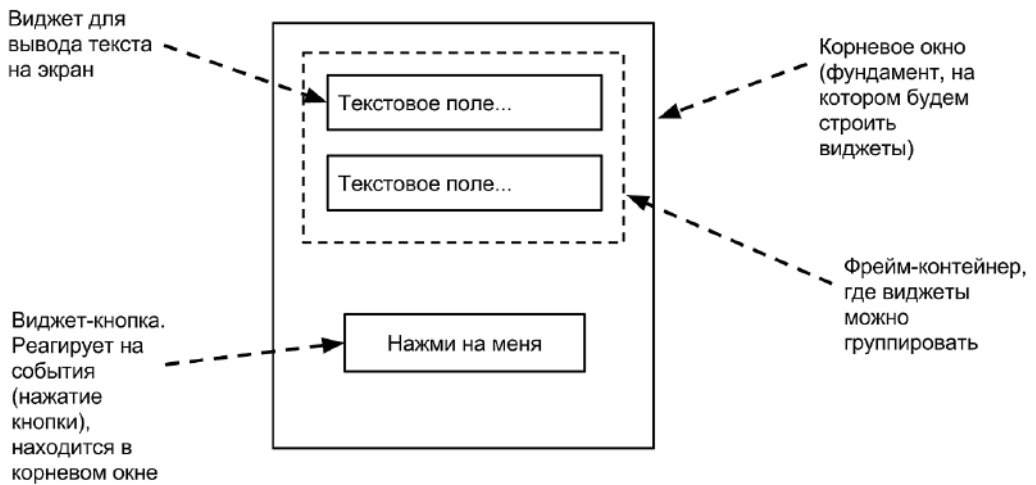 Виджет для
вывода текста
на экран
Текстовое поле...
Текстовое поле...
Корневое окно
(фундамент, на
котором будем
строить
виджеты)
Фрейм-контейнер,
где виджеты
можно
группировать
Виджет-кнопка.
Реагирует на
события
(нажатие
кнопки),
находится в
корневом окне
Нажми на меня